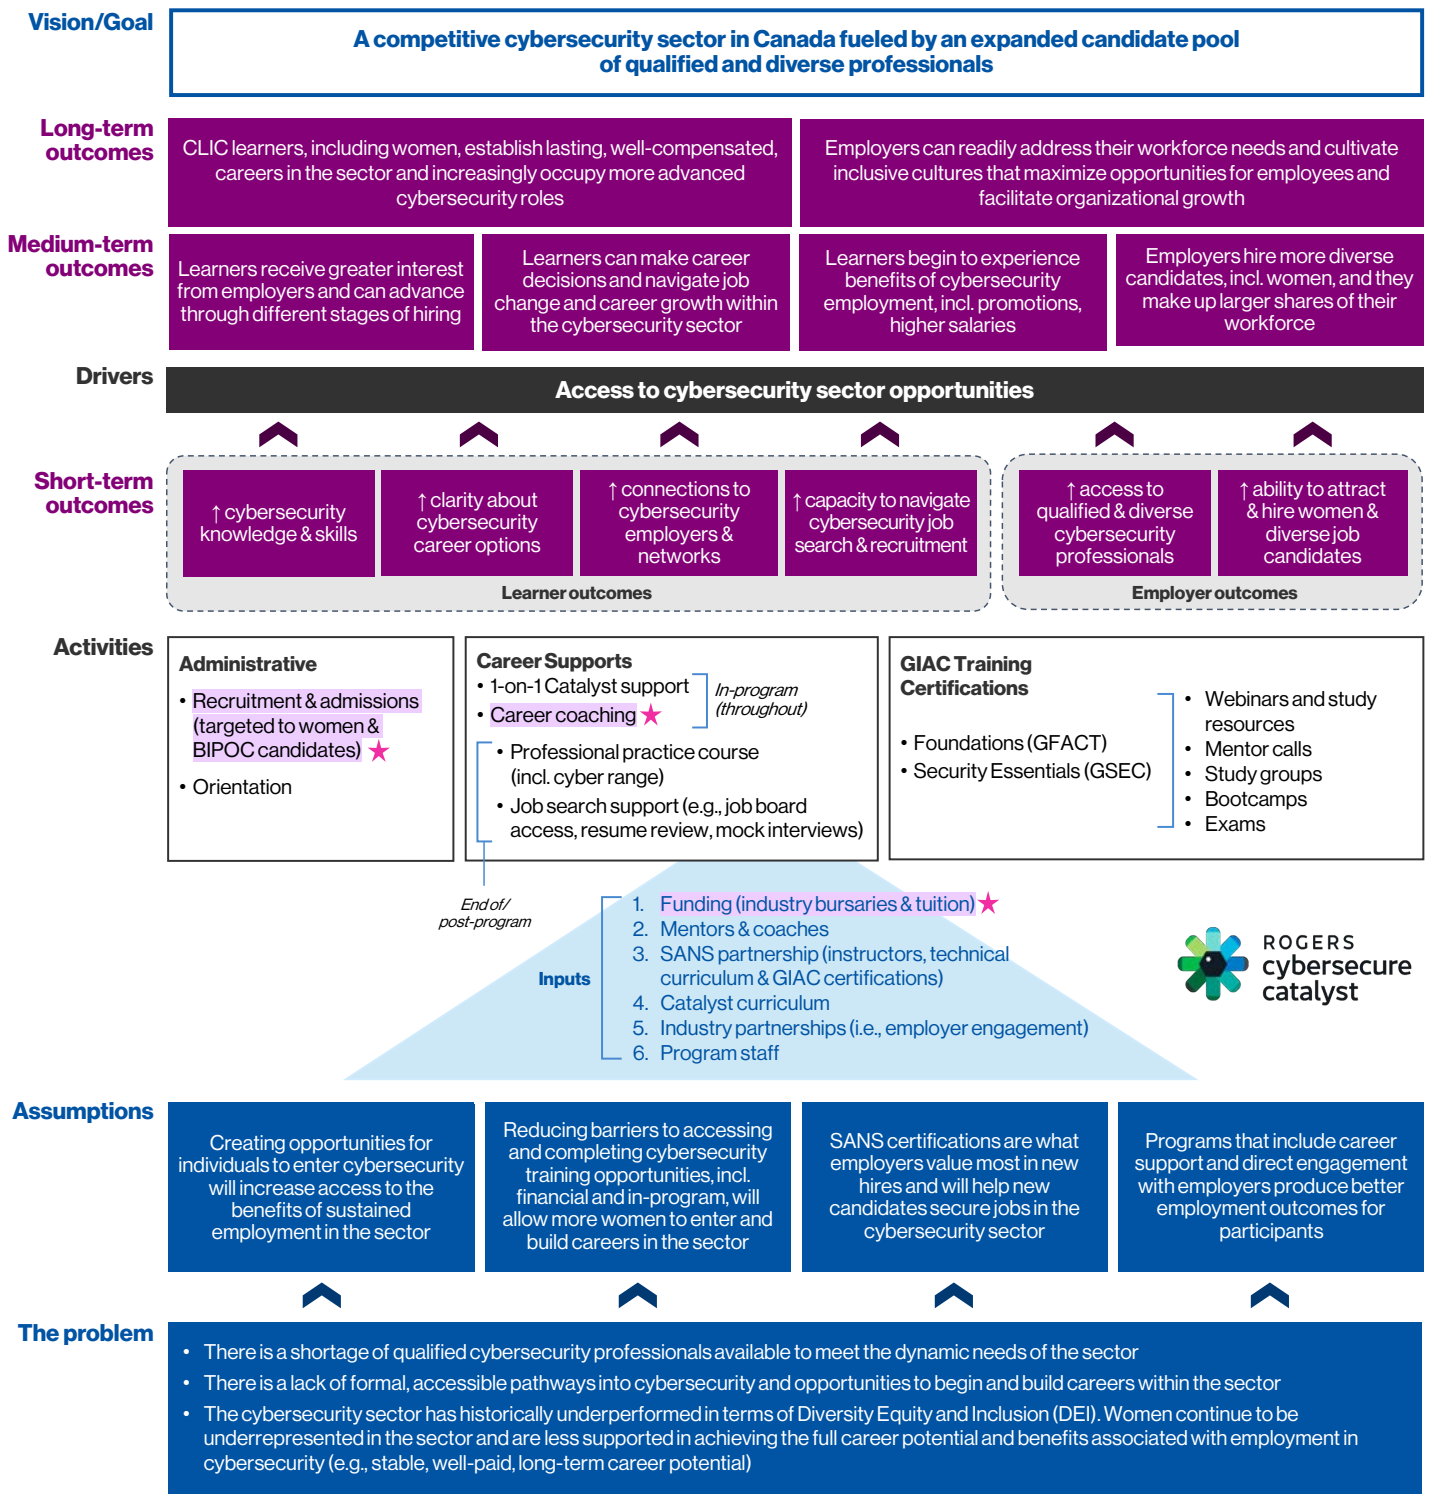 Vision/Goal
A competitive cybersecurity sector in Canada fueled by an expanded candidate pool
of qualified and diverse professionals
Long-term
outcomes
CLIC learners, including women, establish lasting, well-compensated,
careers in the sector and increasingly occupy more advanced
cybersecurity roles
Employers can readily address their workforce needs and cultivate
inclusive cultures that maximize opportunities for employees and
facilitate organizational growth
Medium-term
outcomes
Learners receive greater interest
from employers and can advance
through different stages of hiring
Learners can make career
decisions and navigate job
change and career growth within
the cybersecurity sector
Learners begin to experience
benefits of cybersecurity
employment, incl. promotions,
higher salaries
Employers hire more diverse
candidates, incl. women, and they
make up larger shares of their
workforce
Drivers
Access to cybersecurity sector opportunities
Short-term
outcomes
↑ cybersecurity
knowledge & skills
↑ clarity about
cybersecurity
career options
↑ connections to
cybersecurity
employers &
networks
↑ capacity to navigate
cybersecurity job
search & recruitment
Learner outcomes
↑ access to
qualified & diverse
cybersecurity
professionals
↑ ability to attract
& hire women &
diverse job
candidates
Employer outcomes
Activities
Administrative
• Recruitment & admissions
(targeted to women &
BIPOC candidates)
• Orientation
Career Supports
• 1-on-1 Catalyst support
• Career coaching
In-program
(throughout)
• Professional practice course
(incl. cyber range)
• Job search support (e.g., job board
access, resume review, mock interviews)
End of/
post-program
GIAC Training
Certifications
• Foundations (GFACT)
• Security Essentials (GSEC)
• Webinars and study
resources
• Mentor calls
• Study groups
• Bootcamps
• Exams
Inputs
1. Funding (industry bursaries & tuition)
2. Mentors & coaches
3. SANS partnership (instructors, technical
curriculum & GIAC certifications)
4. Catalyst curriculum
5. Industry partnerships (i.e., employer engagement)
6. Program staff
ROGERS
cybersecure
catalyst
Assumptions
Creating opportunities for
individuals to enter cybersecurity
will increase access to the
benefits of sustained
employment in the sector
Reducing barriers to accessing
and completing cybersecurity
training opportunities, incl.
financial and in-program, will
allow more women to enter and
build careers in the sector
SANS certifications are what
employers value most in new
hires and will help new
candidates secure jobs in the
cybersecurity sector
Programs that include career
support and direct engagement
with employers produce better
employment outcomes for
participants
The problem
• There is a shortage of qualified cybersecurity professionals available to meet the dynamic needs of the sector
• There is a lack of formal, accessible pathways into cybersecurity and opportunities to begin and build careers within the sector
• The cybersecurity sector has historically underperformed in terms of Diversity Equity and Inclusion (DEI). Women continue to be
underrepresented in the sector and are less supported in achieving the full career potential and benefits associated with employment in
cybersecurity (e.g., stable, well-paid, long-term career potential)